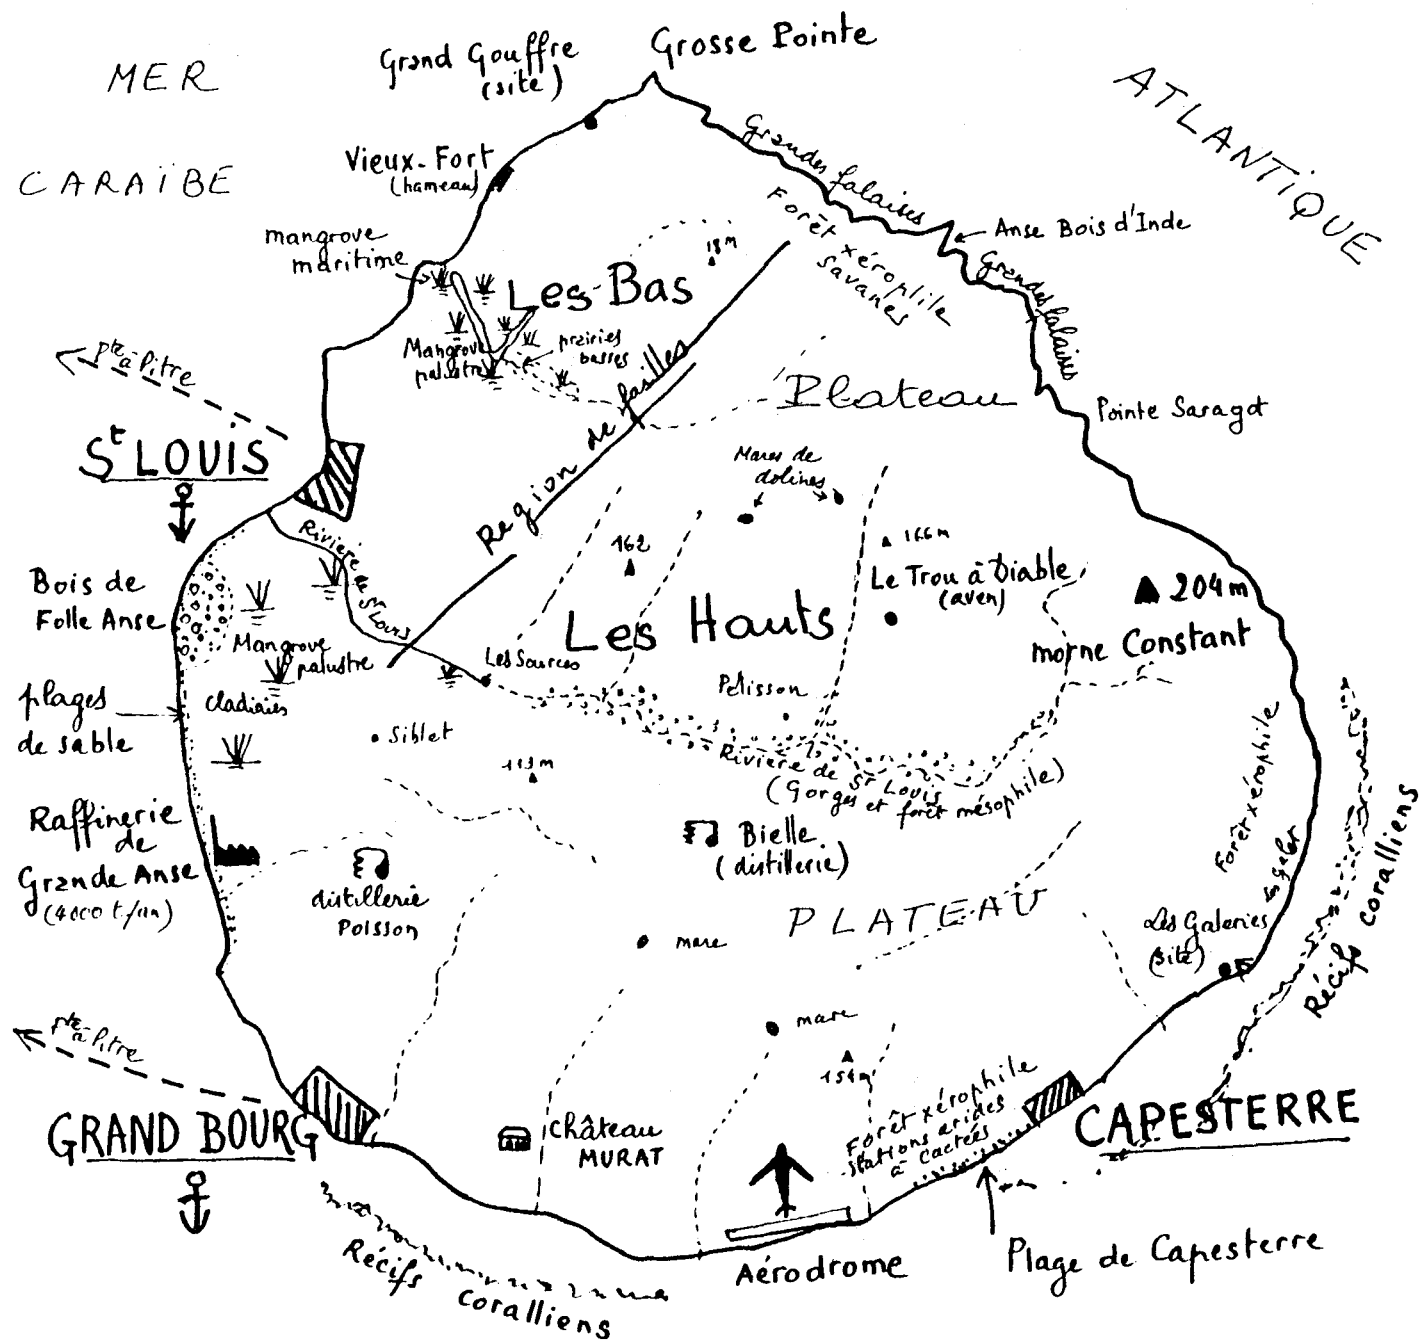 MER
CARAÏBE
Grand Gouffre
(site)
Grosse Pointe
ATLANTIQUE
Vieux-Fort
(hameau)
Grandes falaises
Forêt xérophile
savanes
Anse Bois d'Inde
Grandes falaises
mangrove
maritime
18m
Les Bas
Mangrove
palustre
prairies
basses
Region de failles
Pte à Pitre
St LOUIS
Plateau
Pointe Saragot
Mares de
dolines
Rivière de St Louis
162
166m
Le Trou à Diable
(aven)
204m
morne Constant
Bois de
Folle Anse
Les Hauts
Mangrove
palustre
Les Sources
Pélisson
plages
de sable
cladiaies
Siblet
113m
Rivière de St Louis
(Gorges et forêt mésophile)
Forêt xérophile
Récifs coralliens
Raffinerie
de
Grande Anse
(4000 t/an)
distillerie
POISSON
Bielle
(distillerie)
PLATEAU
Les Galeries
(site)
mare
mare
154m
Pte à Pitre
GRAND BOURG
Château
MURAT
Forêt xérophile
stations arides
à Cactées
CAPESTERRE
Plage de Capesterre
Aérodrome
Récifs
coralliens